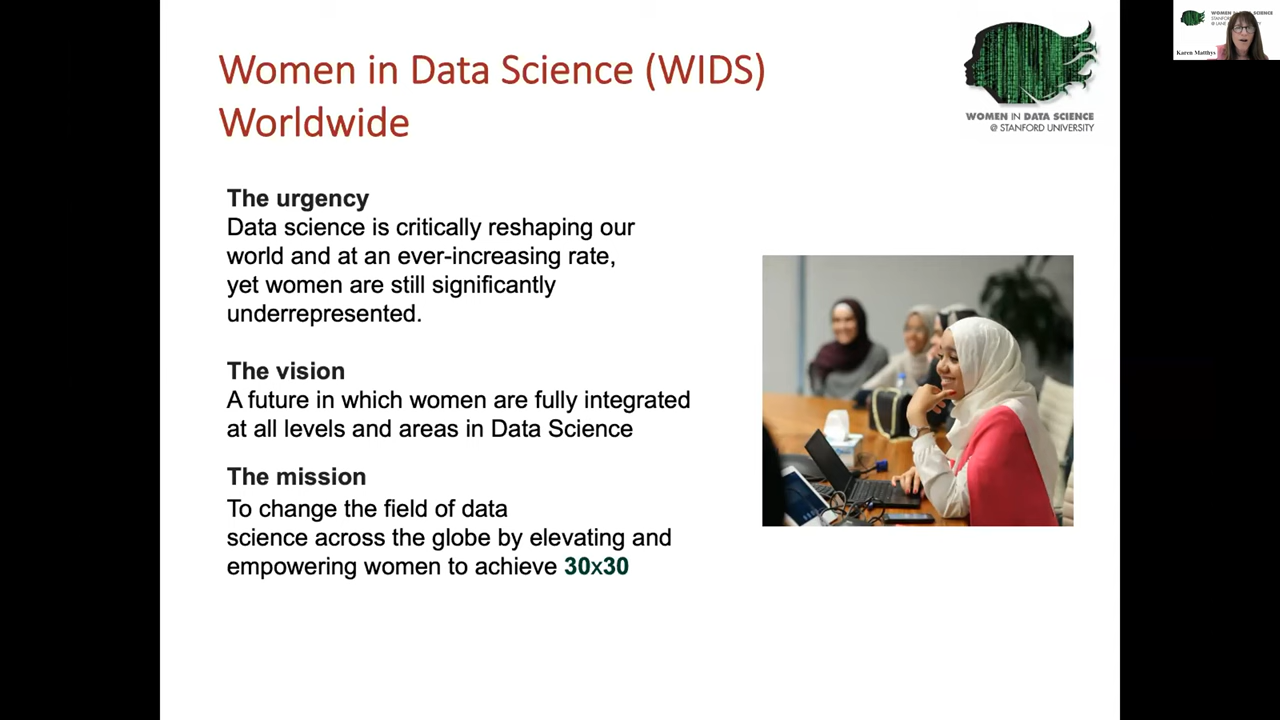 Women in Data Science (WIDS)
Worldwide
WOMEN IN DATA SCIENCE
@ STANFORD UNIVERSITY
The urgency
Data science is critically reshaping our
world and at an ever-increasing rate,
yet women are still significantly
underrepresented.
The vision
A future in which women are fully integrated
at all levels and areas in Data Science
The mission
To change the field of data
science across the globe by elevating and
empowering women to achieve 30x30
Karen Matthys